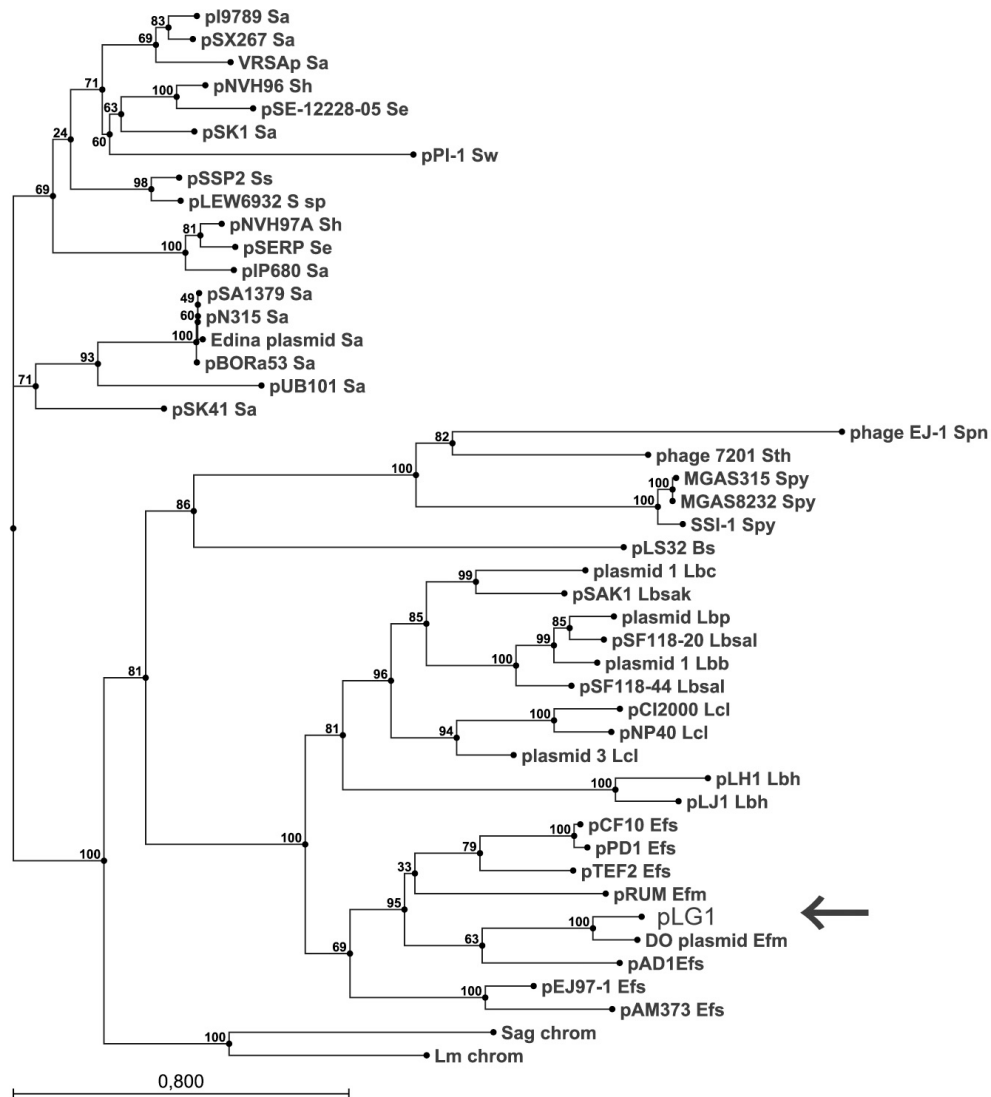 83
pI9789 Sa
pSX267 Sa
69
VRSAp Sa
71
pNVH96 Sh
100
pSE-12228-05 Se
63
pSK1 Sa
24
60
pPI-1 Sw
pSSP2 Ss
98
pLEW6932 S sp
69
pNVH97A Sh
81
pSERP Se
100
pIP680 Sa
pSA1379 Sa
49
pN315 Sa
60
Edina plasmid Sa
100
pBORa53 Sa
93
pUB101 Sa
71
pSK41 Sa
phage EJ-1 Spn
82
phage 7201 Sth
100
MGAS315 Spy
100
MGAS8232 Spy
100
SSI-1 Spy
86
pLS32 Bs
plasmid 1 Lbc
99
pSAK1 Lbsak
85
plasmid Lbp
85
pSF118-20 Lbsal
99
plasmid 1 Lbb
100
pSF118-44 Lbsal
96
pCI2000 Lcl
100
pNP40 Lcl
94
plasmid 3 Lcl
81
81
pLH1 Lbh
100
pLJ1 Lbh
pCF10 Efs
100
pPD1 Efs
79
pTEF2 Efs
33
pRUM Efm
100
95
pLG1
100
DO plasmid Efm
63
pAD1Efs
69
pEJ97-1 Efs
100
pAM373 Efs
100
Sag chrom
100
Lm chrom
0,800